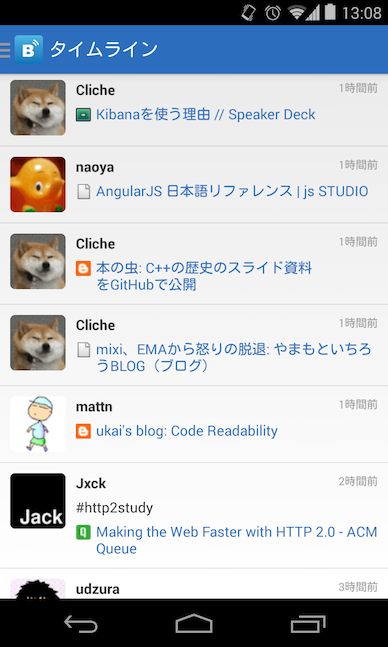 13:08
B タイムライン
Cliche 1時間前
Kibanaを使う理由 // Speaker Deck
naoya 1時間前
AngularJS 日本語リファレンス | js STUDIO
Cliche 1時間前
本の虫: C++の歴史のスライド資料
をGitHubで公開
Cliche 1時間前
mixi、EMAから怒りの脱退: やまもといちろ
うBLOG（ブログ）
mattn 1時間前
ukai's blog: Code Readability
Jxck 2時間前
Jack
#http2study
Making the Web Faster with HTTP 2.0 - ACM
Queue
udzura 3時間前